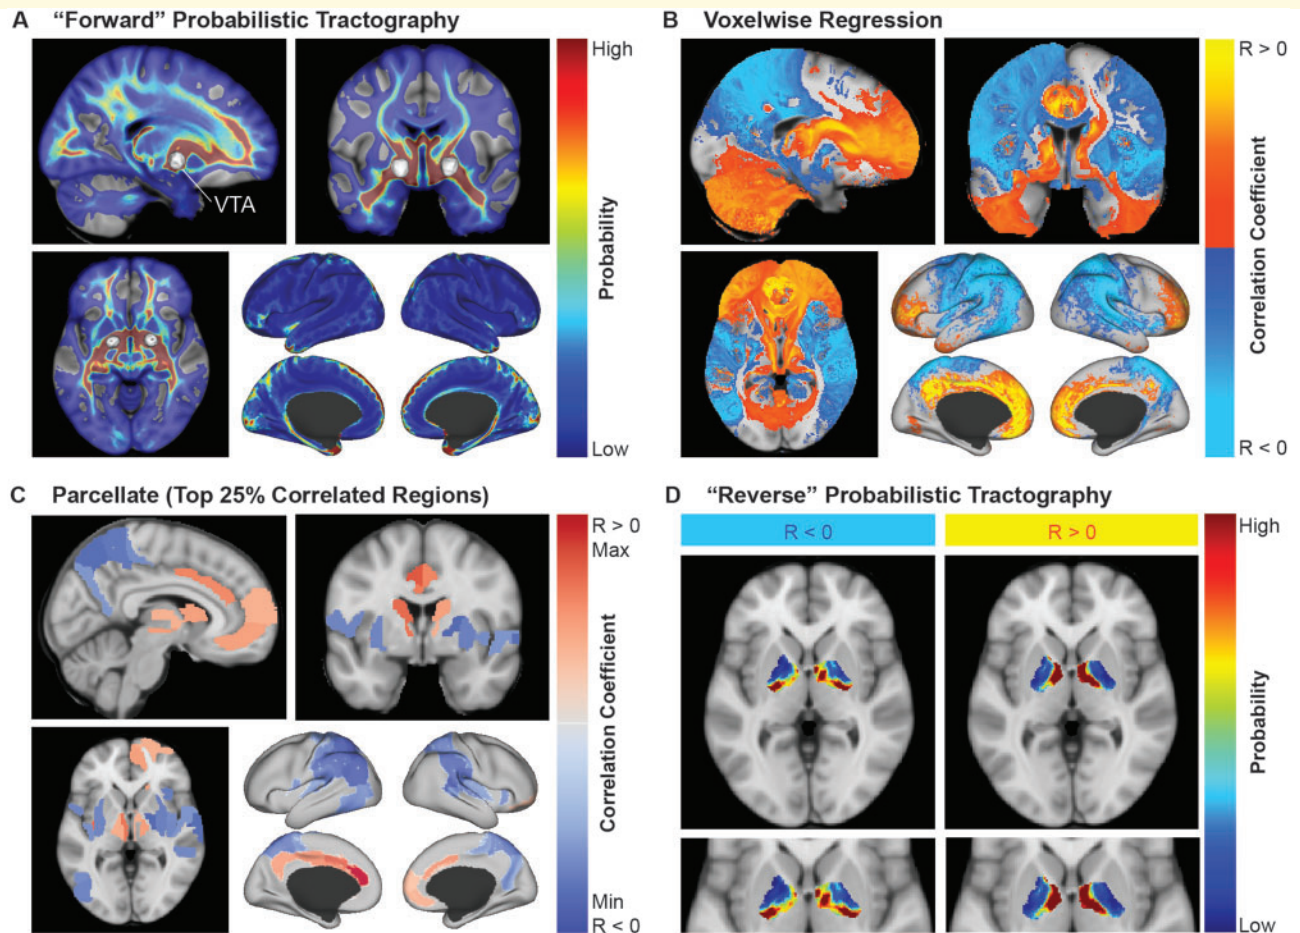 A “Forward” Probabilistic Tractography
VTA
High
Probability
Low
B Voxelwise Regression
R > 0
Correlation Coefficient
R < 0
C Parcellate (Top 25% Correlated Regions)
R > 0
Max
Correlation Coefficient
Min
R < 0
D “Reverse” Probabilistic Tractography
R < 0
R > 0
High
Probability
Low